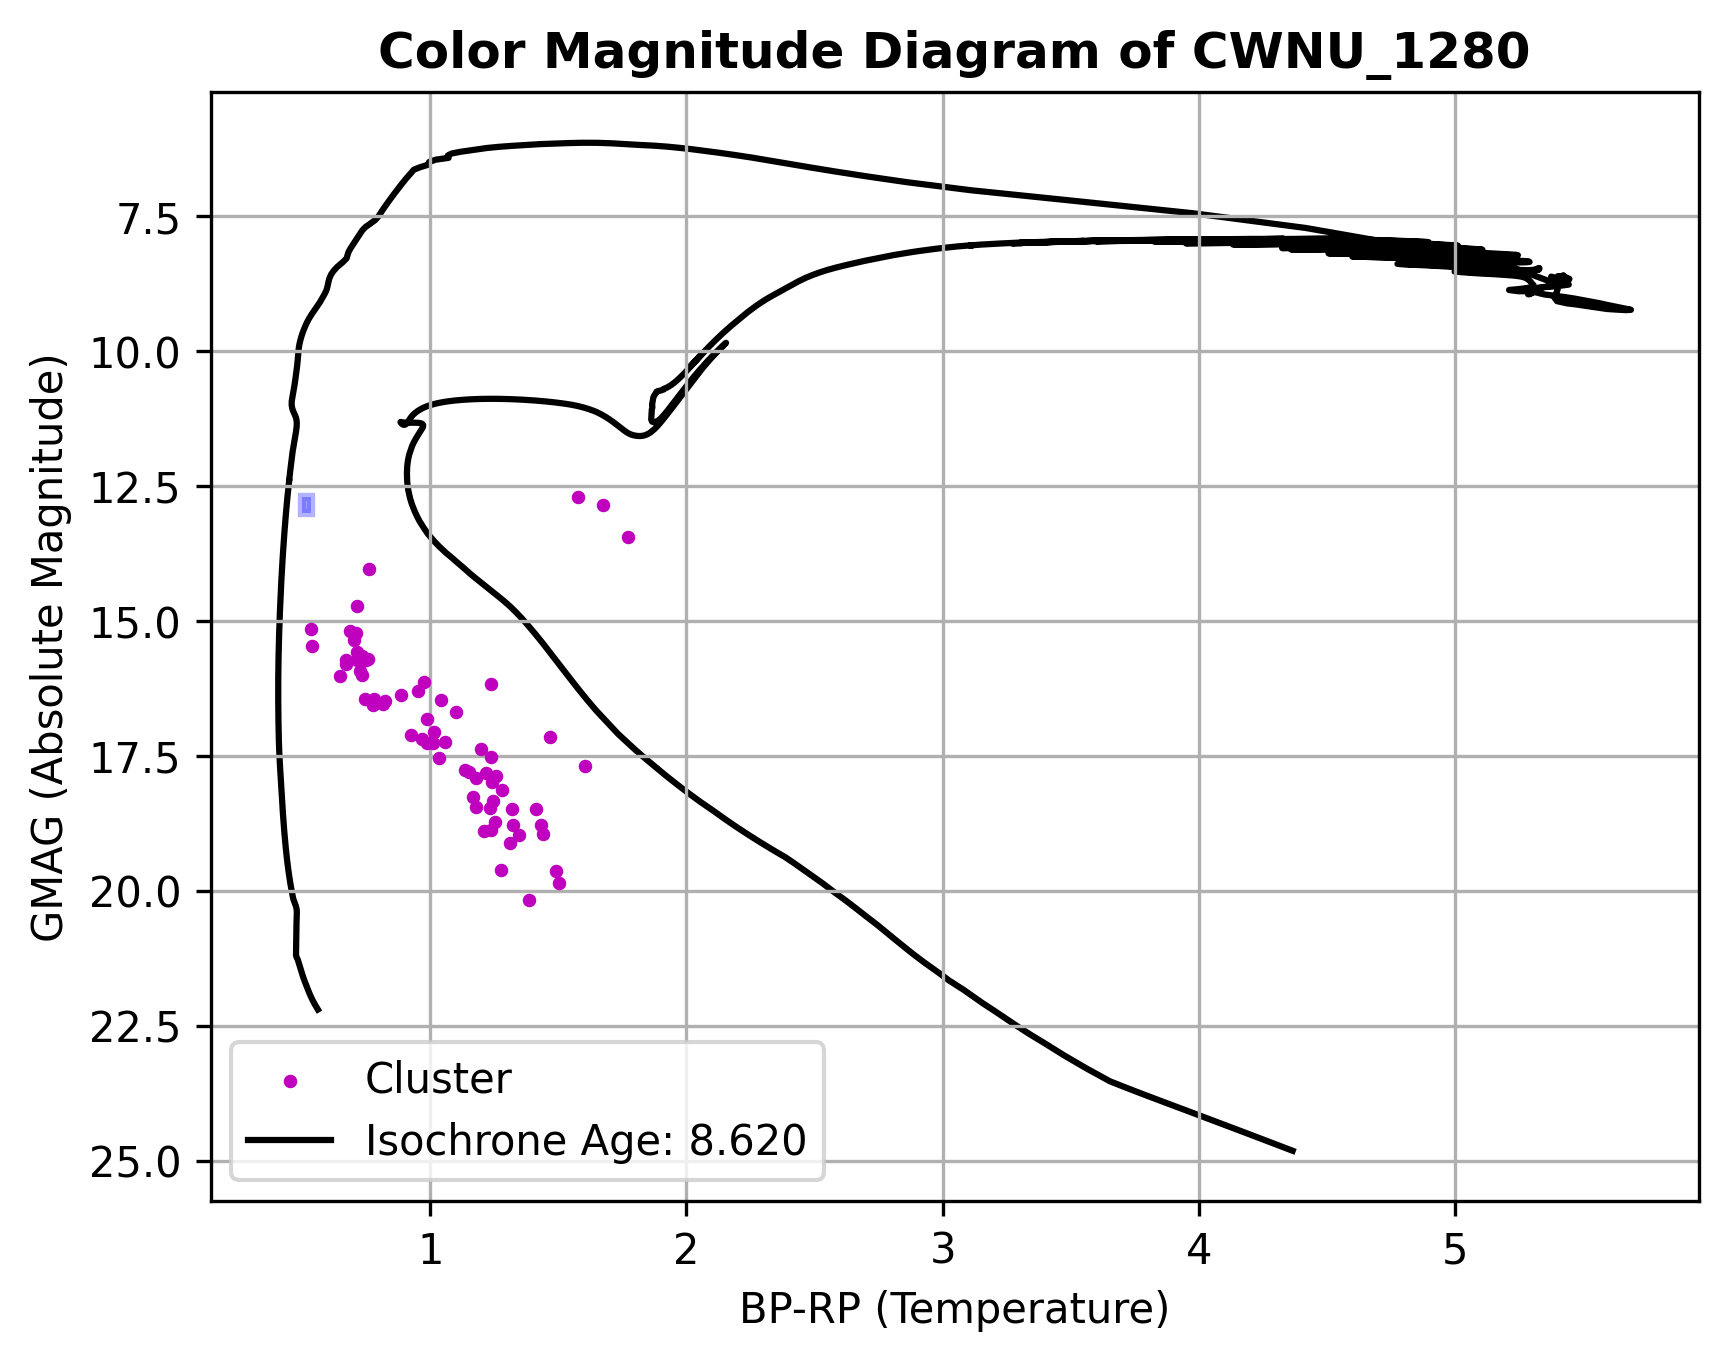 Color Magnitude Diagram of CWNU_1280
GMAG (Absolute Magnitude)
7.5
10.0
12.5
15.0
17.5
20.0
22.5
25.0
Cluster
Isochrone Age: 8.620
1
2
3
4
5
BP-RP (Temperature)